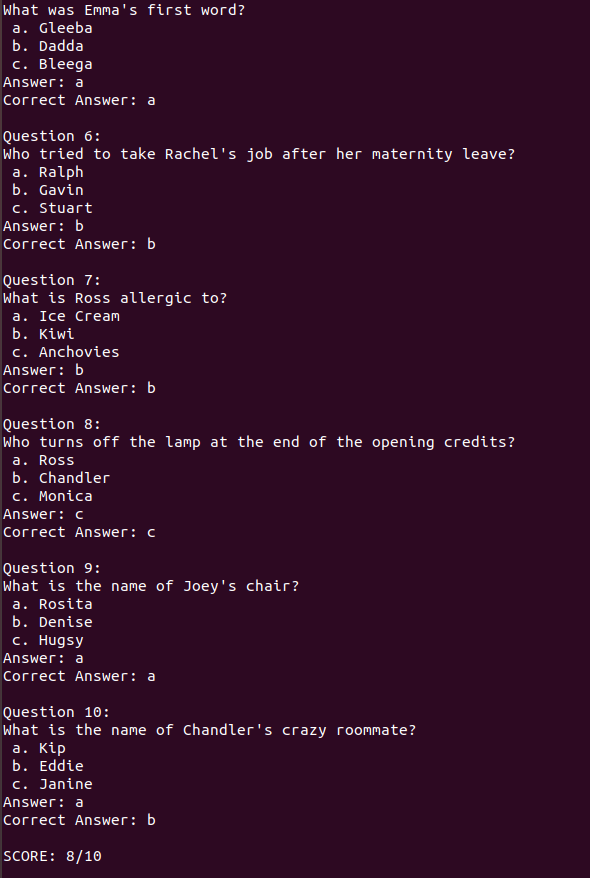 What was Emma's first word?
 a. Gleeba
 b. Dadda
 c. Bleega
Answer: a
Correct Answer: a

Question 6:
Who tried to take Rachel's job after her maternity leave?
 a. Ralph
 b. Gavin
 c. Stuart
Answer: b
Correct Answer: b

Question 7:
What is Ross allergic to?
 a. Ice Cream
 b. Kiwi
 c. Anchovies
Answer: b
Correct Answer: b

Question 8:
Who turns off the lamp at the end of the opening credits?
 a. Ross
 b. Chandler
 c. Monica
Answer: c
Correct Answer: c

Question 9:
What is the name of Joey's chair?
 a. Rosita
 b. Denise
 c. Hugsy
Answer: a
Correct Answer: a

Question 10:
What is the name of Chandler's crazy roommate?
 a. Kip
 b. Eddie
 c. Janine
Answer: a
Correct Answer: b

SCORE: 8/10